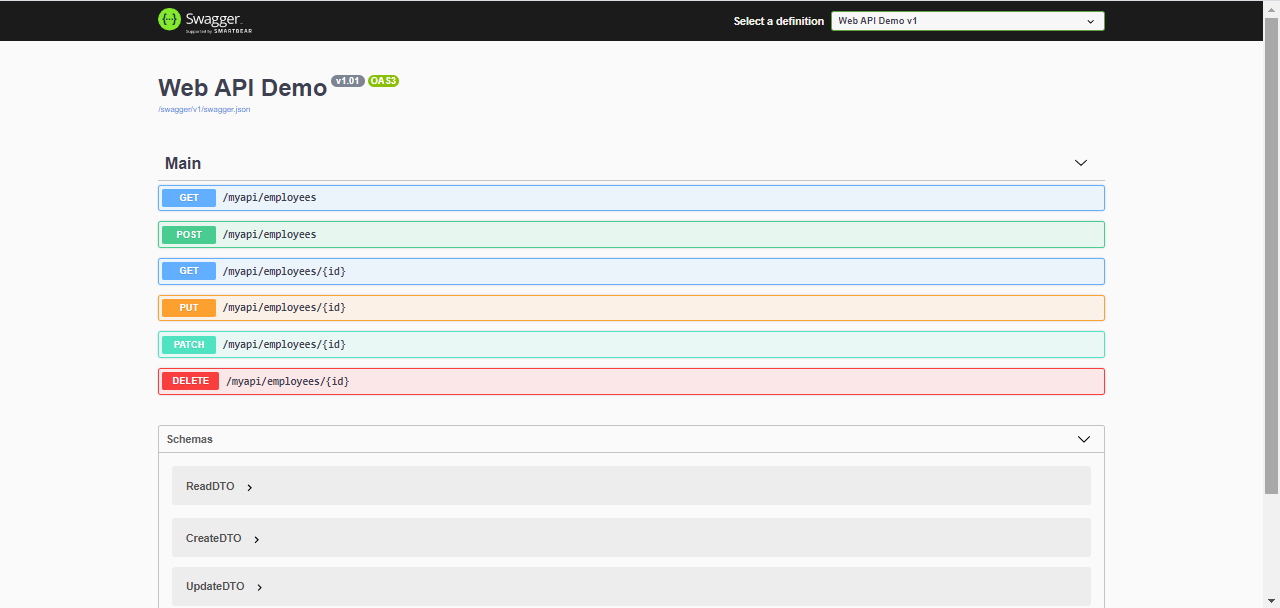 Swagger
Supported by SMARTBEAR
Select a definition
Web API Demo v1
Web API Demo v1.01 OAS3
/swagger/v1/swagger.json
Main
GET /myapi/employees
POST /myapi/employees
GET /myapi/employees/{id}
PUT /myapi/employees/{id}
PATCH /myapi/employees/{id}
DELETE /myapi/employees/{id}
Schemas
ReadDTO
CreateDTO
UpdateDTO